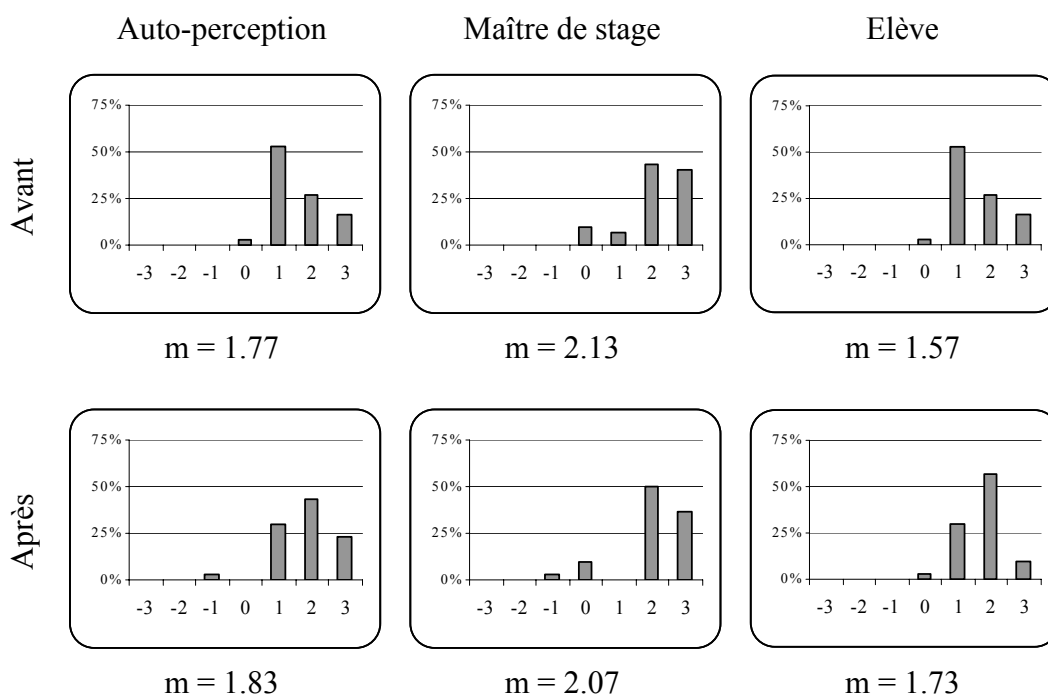 Auto-perception Maître de stage Elève
Avant
75%
50%
25%
0%
-3 -2 -1 0 1 2 3
75%
50%
25%
0%
-3 -2 -1 0 1 2 3
75%
50%
25%
0%
-3 -2 -1 0 1 2 3
m = 1.77 m = 2.13 m = 1.57
Après
75%
50%
25%
0%
-3 -2 -1 0 1 2 3
75%
50%
25%
0%
-3 -2 -1 0 1 2 3
75%
50%
25%
0%
-3 -2 -1 0 1 2 3
m = 1.83 m = 2.07 m = 1.73